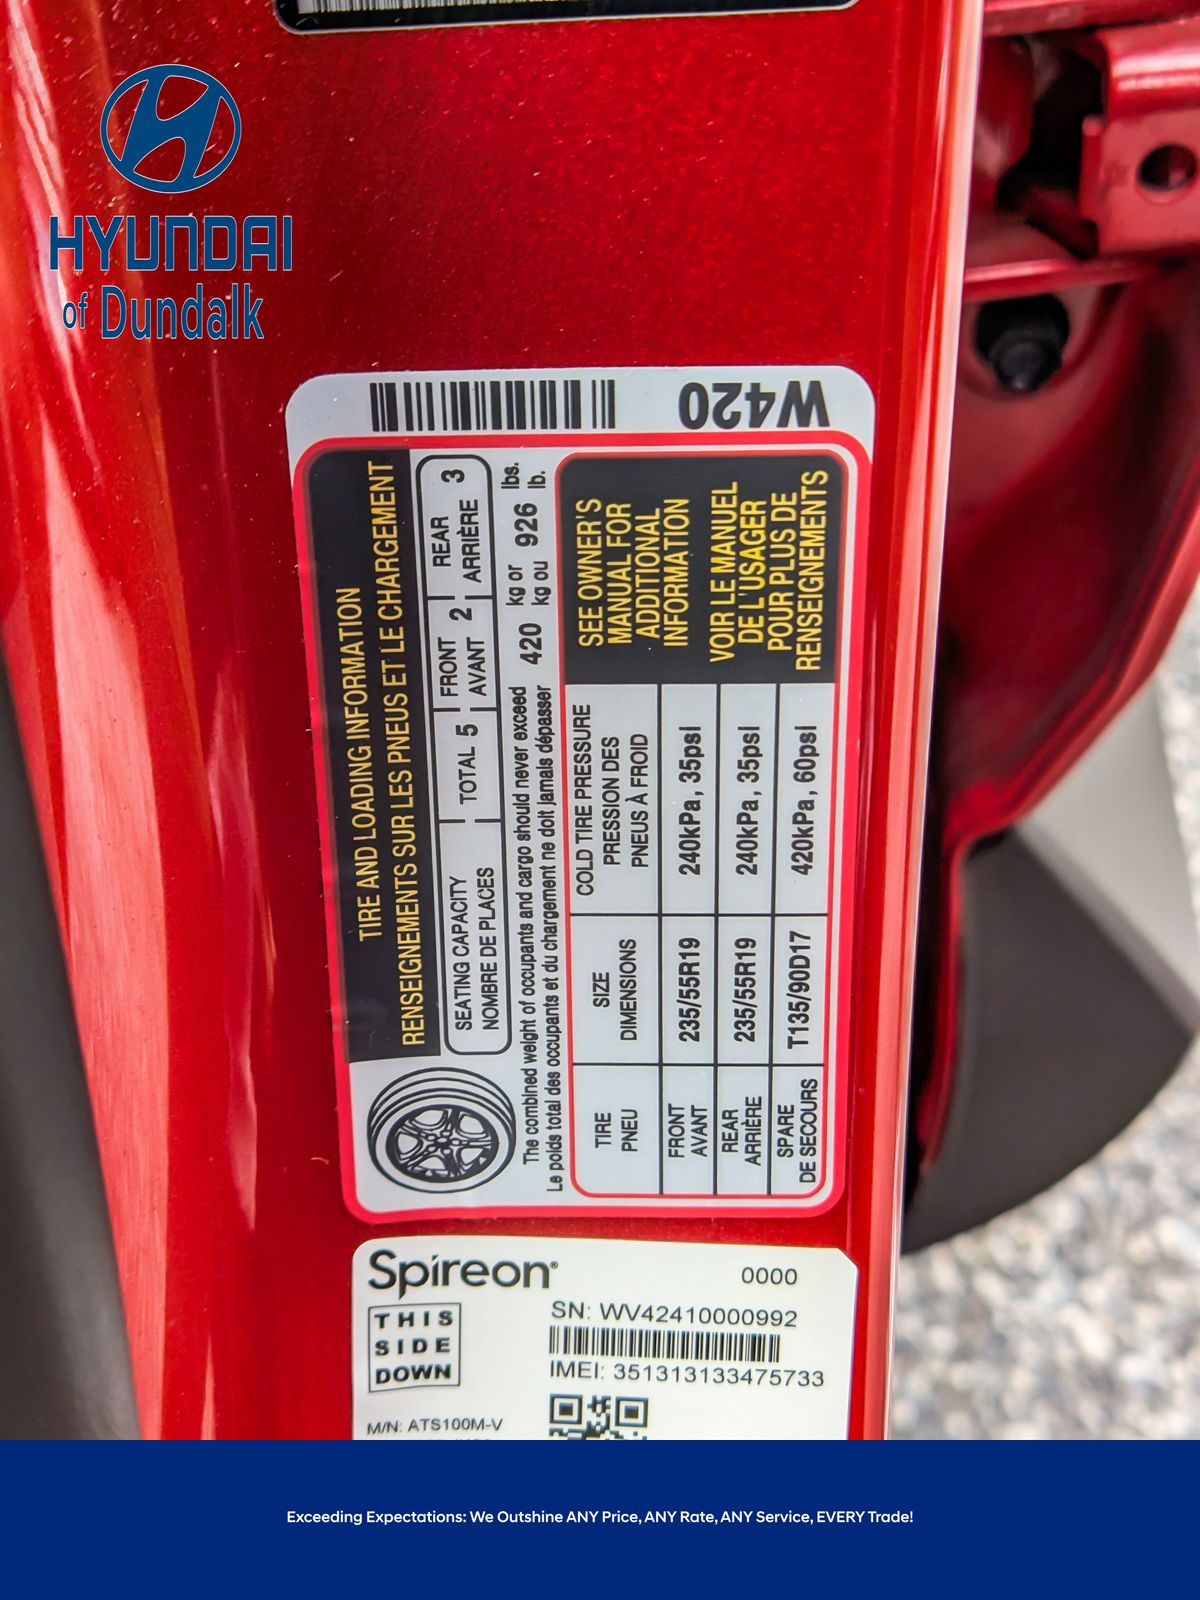 HYUNDAI
of Dundalk
W420
TIRE AND LOADING INFORMATION
RENSEIGNEMENTS SUR LES PNEUS ET LE CHARGEMENT
SEATING CAPACITY
NOMBRE DE PLACES
TOTAL 5
FRONT
AVANT 2
REAR
ARRIÈRE 3
The combined weight of occupants and cargo should never exceed 420 kg or 926 lbs.
Le poids total des occupants et du chargement ne doit jamais dépasser kg ou lb.
TIRE
PNEU
SIZE
DIMENSIONS
COLD TIRE PRESSURE
PRESSION DES
PNEUS À FROID
FRONT
AVANT
235/55R19
240kPa, 35psi
REAR
ARRIÈRE
235/55R19
240kPa, 35psi
SPARE
DE SECOURS
T135/90D17
420kPa, 60psi
SEE OWNER'S
MANUAL FOR
ADDITIONAL
INFORMATION
VOIR LE MANUEL
DE L'USAGER
POUR PLUS DE
RENSEIGNEMENTS
Spireon®
0000
THIS
SIDE
DOWN
SN: WV42410000992
IMEI: 351313133475733
M/N: ATS100M-V
Exceeding Expectations: We Outshine ANY Price, ANY Rate, ANY Service, EVERY Trade!